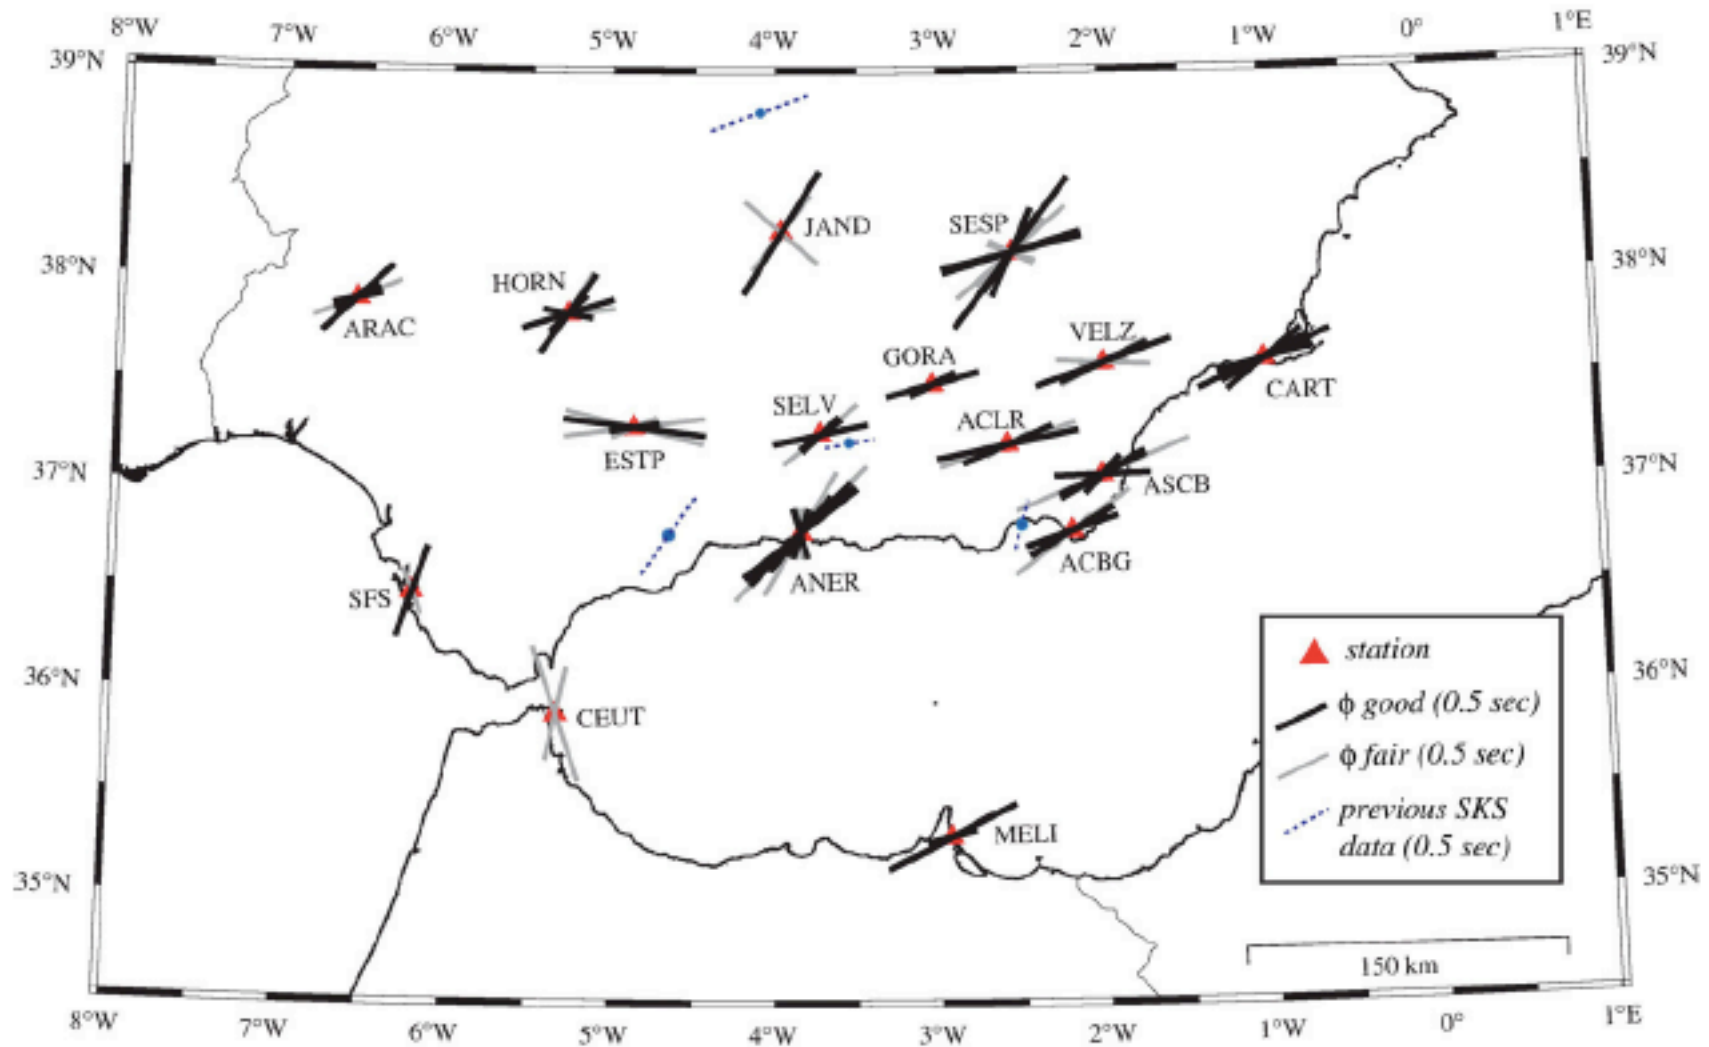 8°W 7°W 6°W 5°W 4°W 3°W 2°W 1°W 0° 1°E
39°N 39°N
JAND SESP
38°N 38°N
HORN
ARAC
VELZ
GORA
CART
SELV ACLR
ESTP
37°N 37°N
ASCB
ACBG
ANER
SFS
station
36°N 36°N
ϕ good (0.5 sec)
CEUT
ϕ fair (0.5 sec)
previous SKS
data (0.5 sec)
MELI
35°N 35°N
150 km
8°W 7°W 6°W 5°W 4°W 3°W 2°W 1°W 0° 1°E